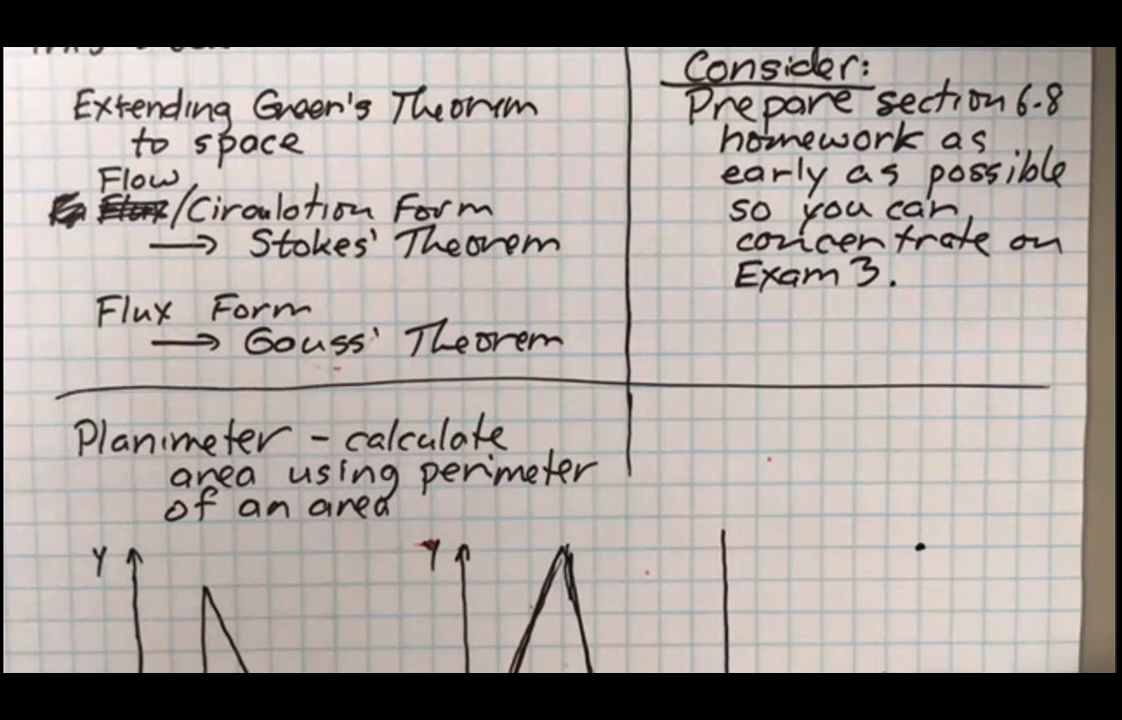 Extending Green's Theorem
to space
Flow
/Circulation Form
→ Stokes' Theorem
Flux Form
→ Gauss' Theorem
Consider:
Prepare section 6.8
homework as
early as possible
so you can
concentrate on
Exam 3.
Planimeter - calculate
area using perimeter
of an area
Y
Y